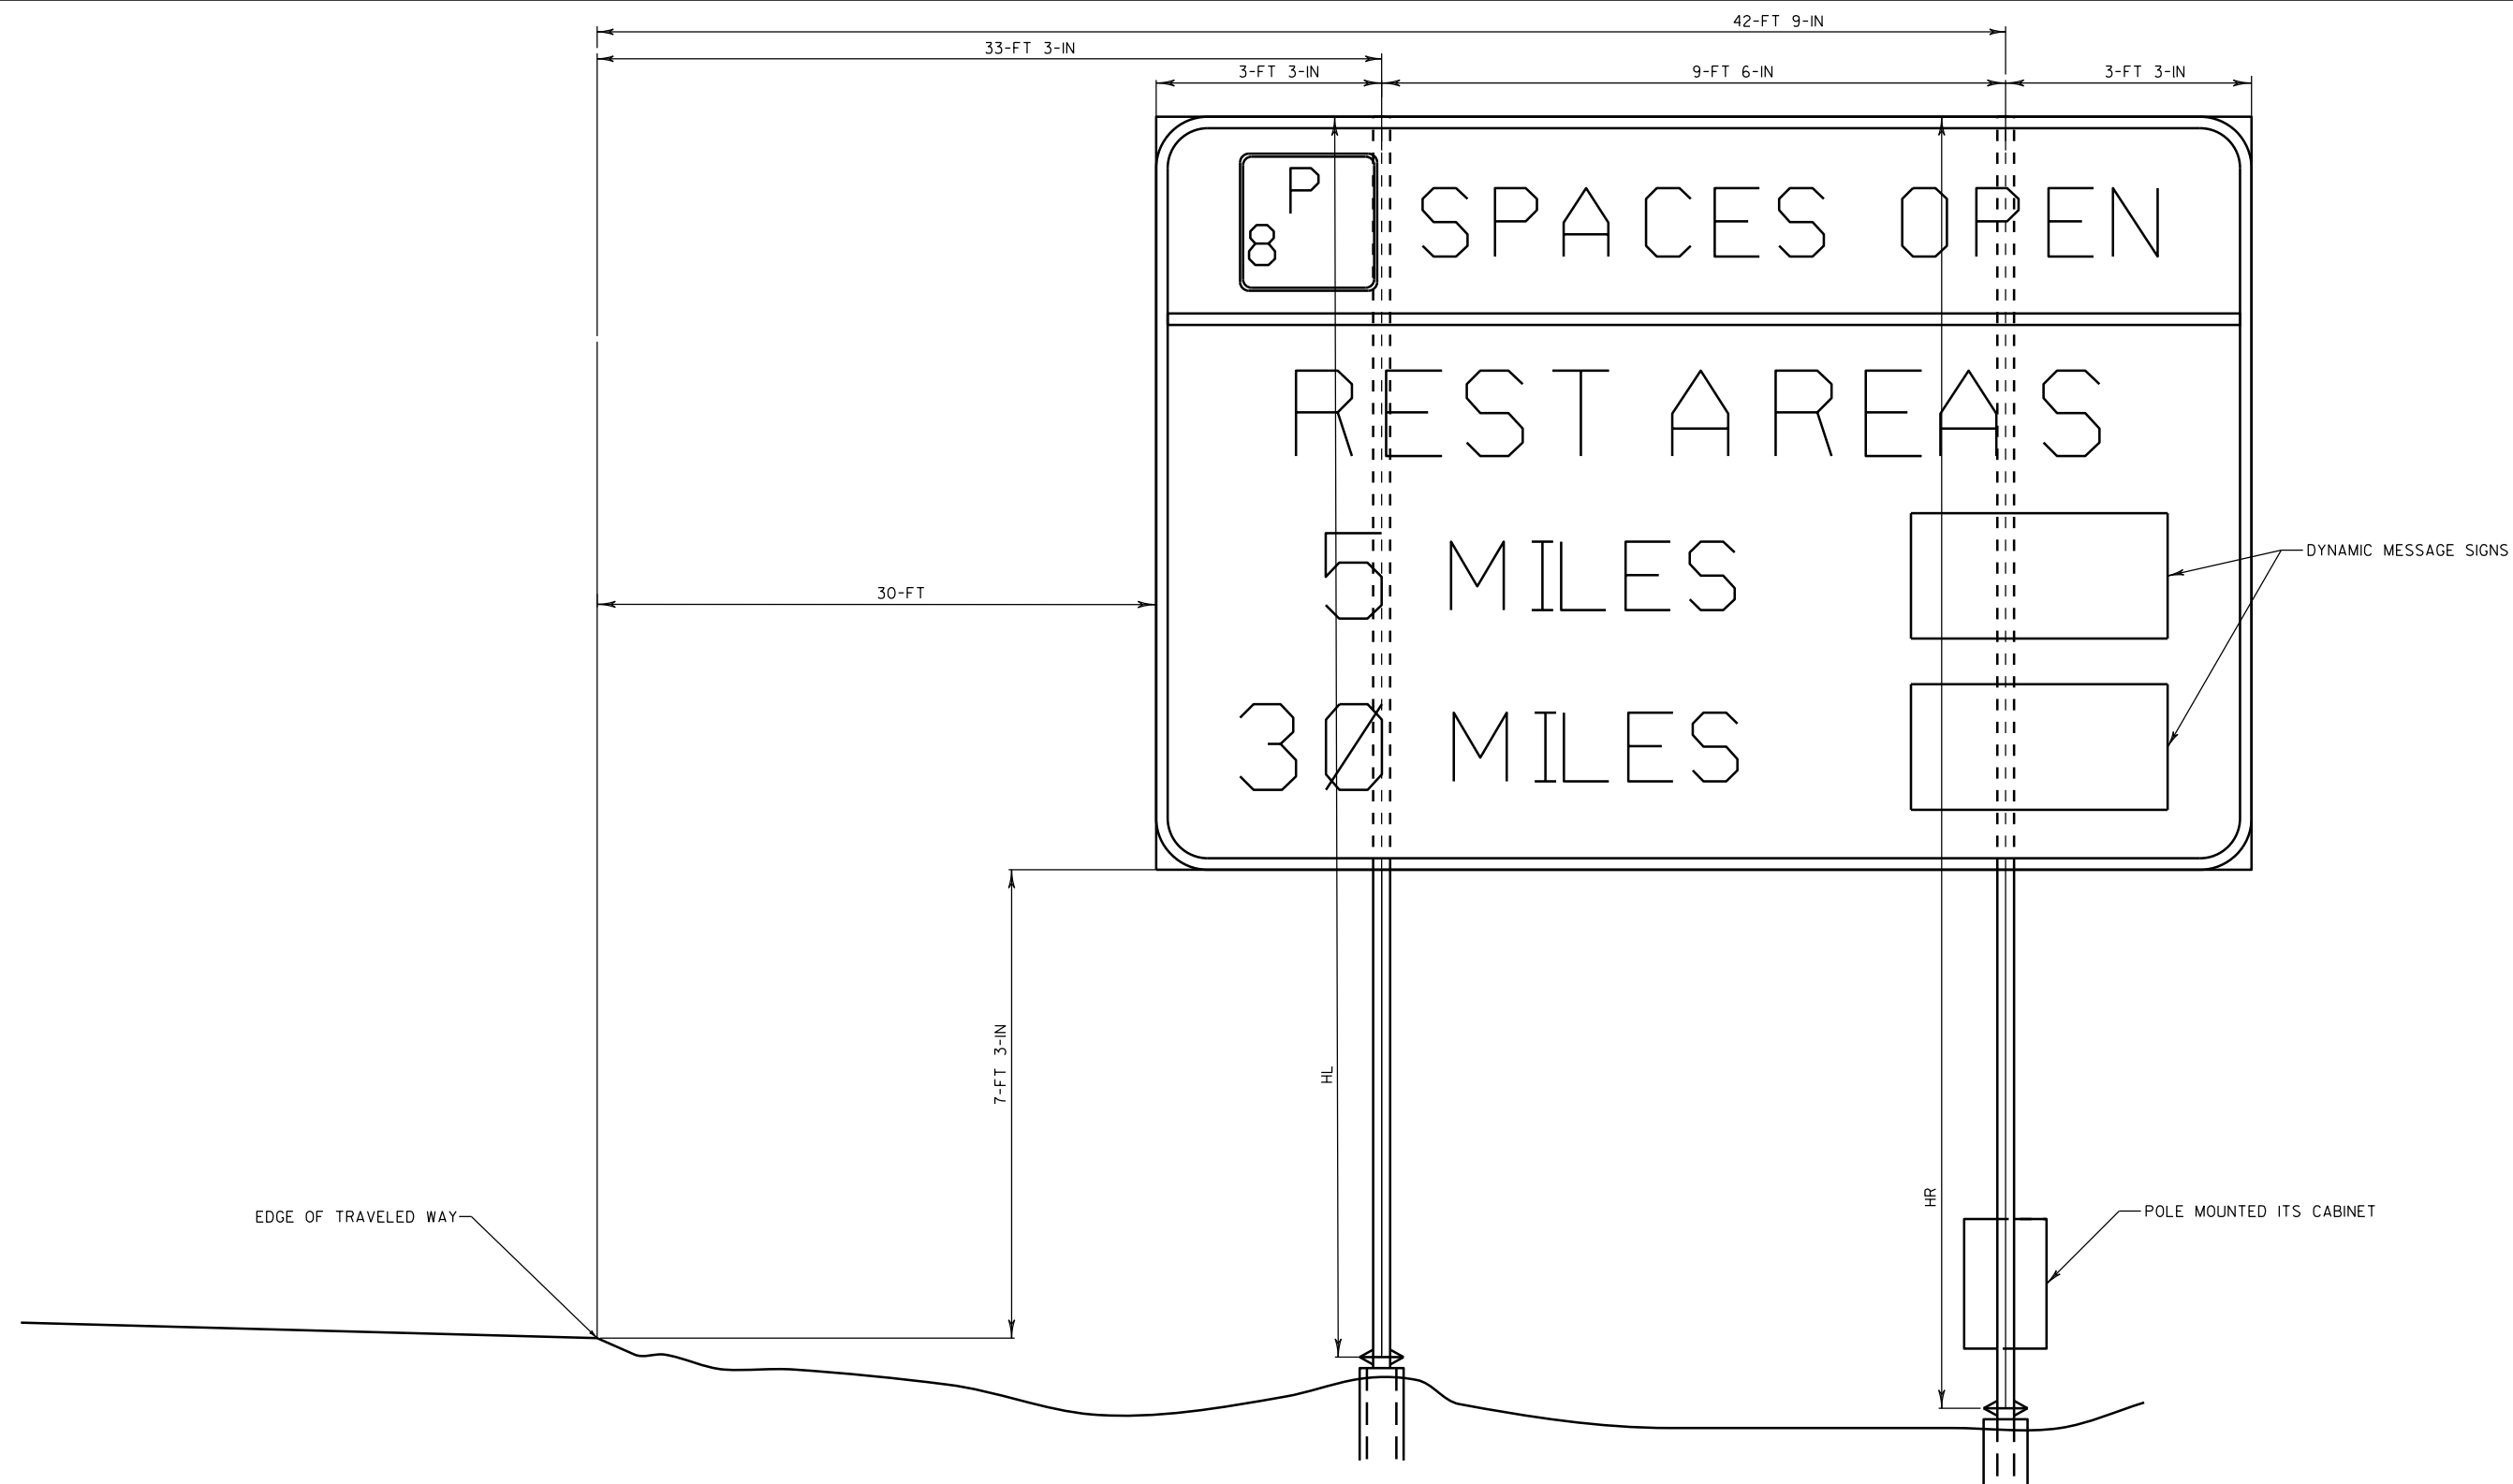 42-FT 9-IN
33-FT 3-IN
3-FT 3-IN 9-FT 6-IN 3-FT 3-IN
P
8
SPACES OPEN
REST AREAS
5 MILES
30 MILES
DYNAMIC MESSAGE SIGNS
30-FT
7-FT 3-IN
HL
HR
EDGE OF TRAVELED WAY
POLE MOUNTED ITS CABINET